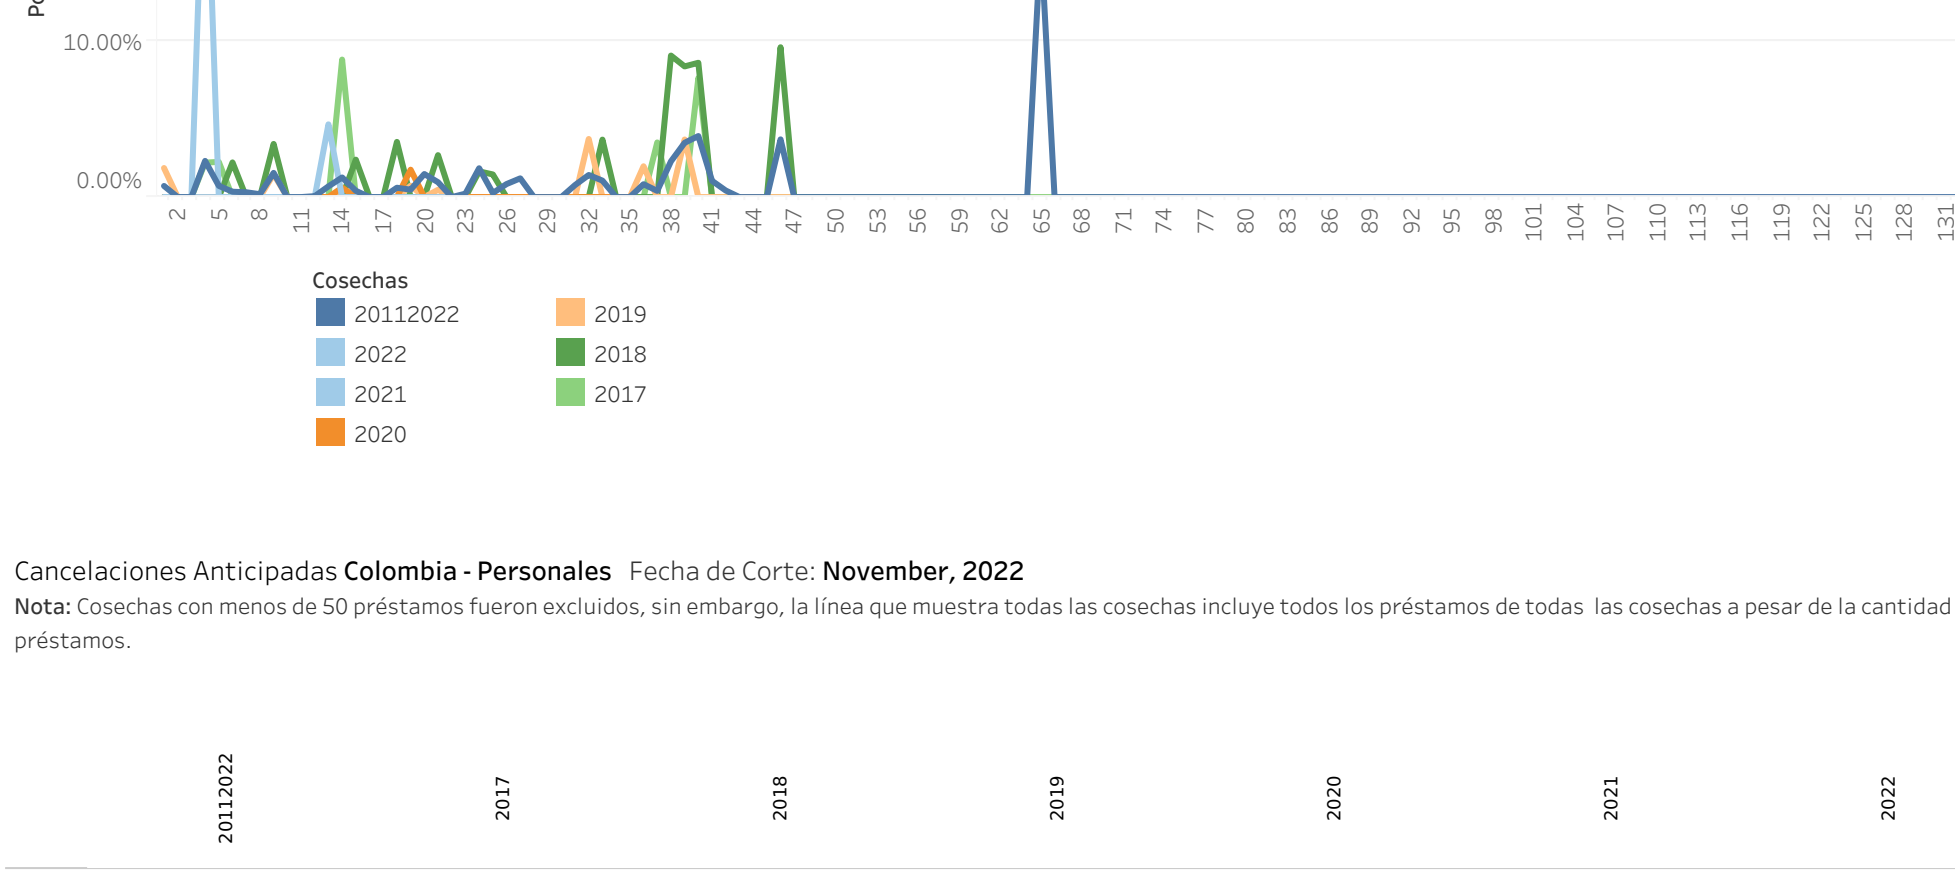 Po
10.00%
0.00%
2 5 8 11 14 17 20 23 26 29 32 35 38 41 44 47 50 53 56 59 62 65 68 71 74 77 80 83 86 89 92 95 98 101 104 107 110 113 116 119 122 125 128 131
Cosechas
20112022 2019
2022 2018
2021 2017
2020
Cancelaciones Anticipadas Colombia - Personales Fecha de Corte: November, 2022
Nota: Cosechas con menos de 50 préstamos fueron excluidos, sin embargo, la línea que muestra todas las cosechas incluye todos los préstamos de todas las cosechas a pesar de la cantidad
préstamos.
20112022 2017 2018 2019 2020 2021 2022